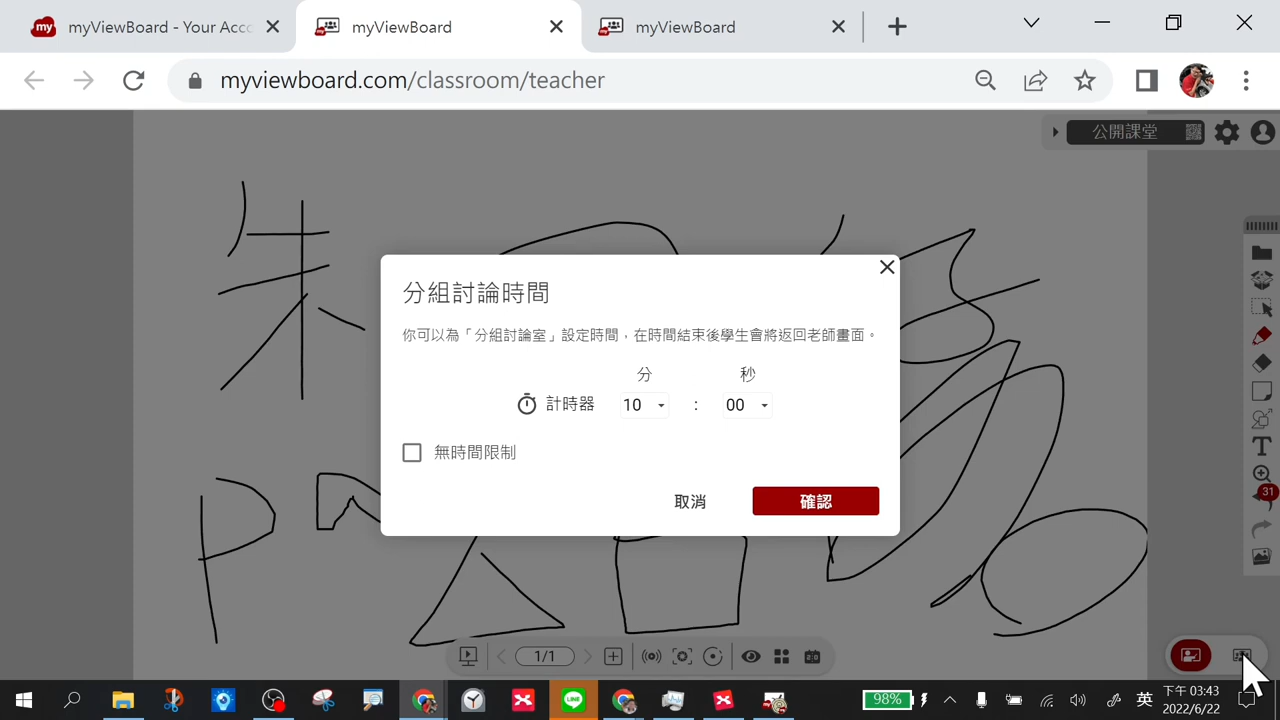 myViewBoard - Your Acc
myViewBoard
myViewBoard
myviewboard.com/classroom/teacher
公開課堂
朱
分組討論時間
你可以為「分組討論室」設定時間，在時間結束後學生會將返回老師畫面。
分 秒
計時器 10 : 00
無時間限制
取消 確認
31
1/1
98%
英
下午 03:43
2022/6/22